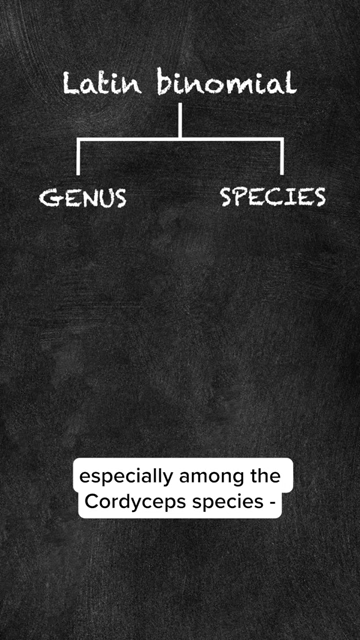 Latin binomial
GENUS SPECIES
especially among the
Cordyceps species -